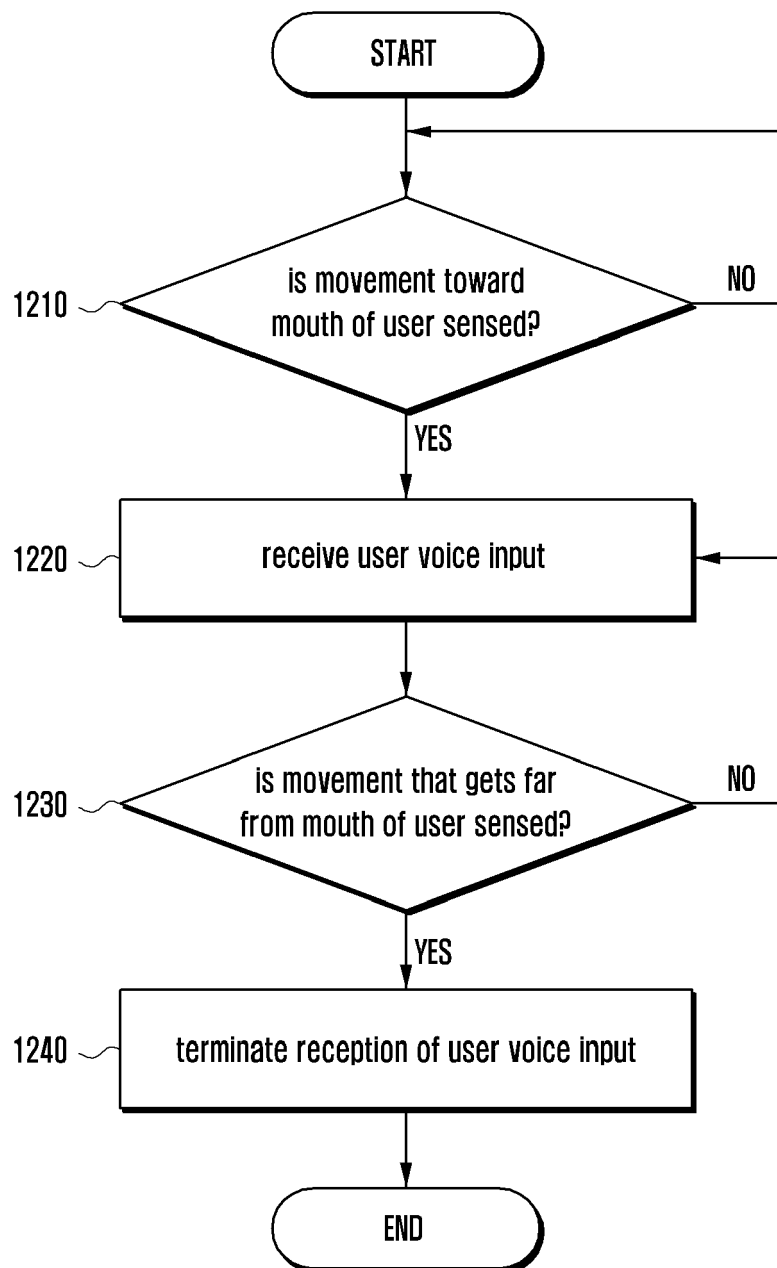 START
is movement toward
mouth of user sensed?
1210
NO
YES
1220
receive user voice input
is movement that gets far
from mouth of user sensed?
1230
NO
YES
1240
terminate reception of user voice input
END